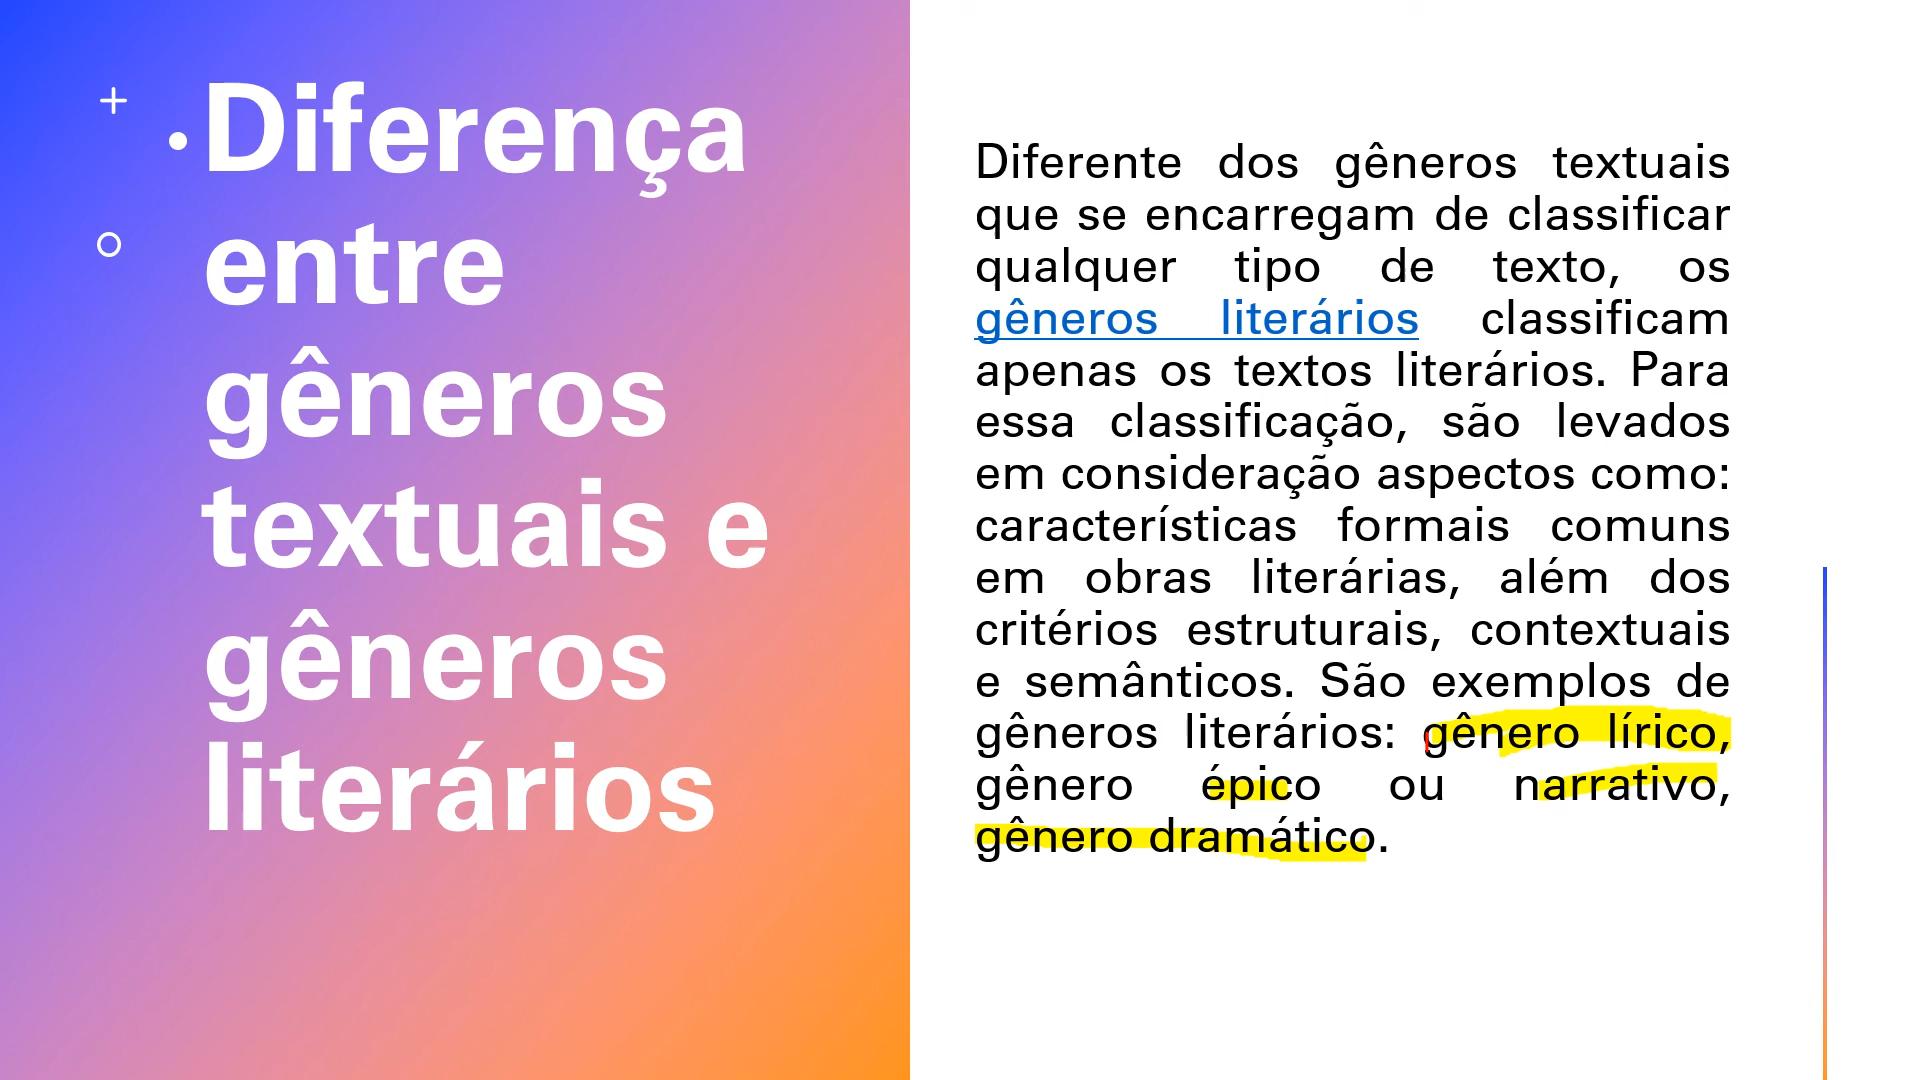 Diferença
entre
gêneros
textuais e
gêneros
literários
Diferente dos gêneros textuais
que se encarregam de classificar
qualquer tipo de texto, os
gêneros literários classificam
apenas os textos literários. Para
essa classificação, são levados
em consideração aspectos como:
características formais comuns
em obras literárias, além dos
critérios estruturais, contextuais
e semânticos. São exemplos de
gêneros literários: gênero lírico,
gênero épico ou narrativo,
gênero dramático.